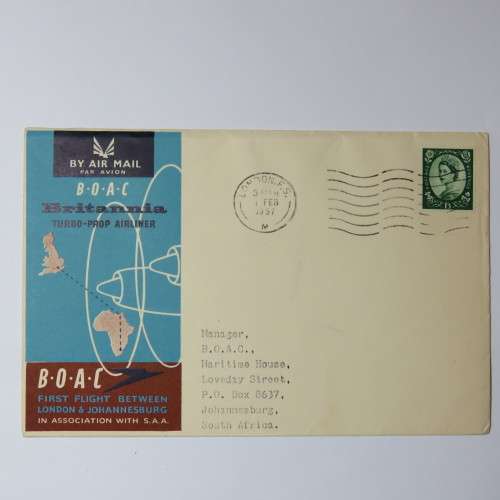 BY AIR MAIL
PAR AVION
B·O·A·C
Britannia
TURBO-PROP AIRLINER
B·O·A·C
FIRST FLIGHT BETWEEN
LONDON & JOHANNESBURG
IN ASSOCIATION WITH S.A.A.
LONDON. F.S.
FEB
1957
Manager,
B.O.A.C.,
Maritime House,
Loveday Street,
P.O. Box 8637,
Johannesburg,
South Africa.